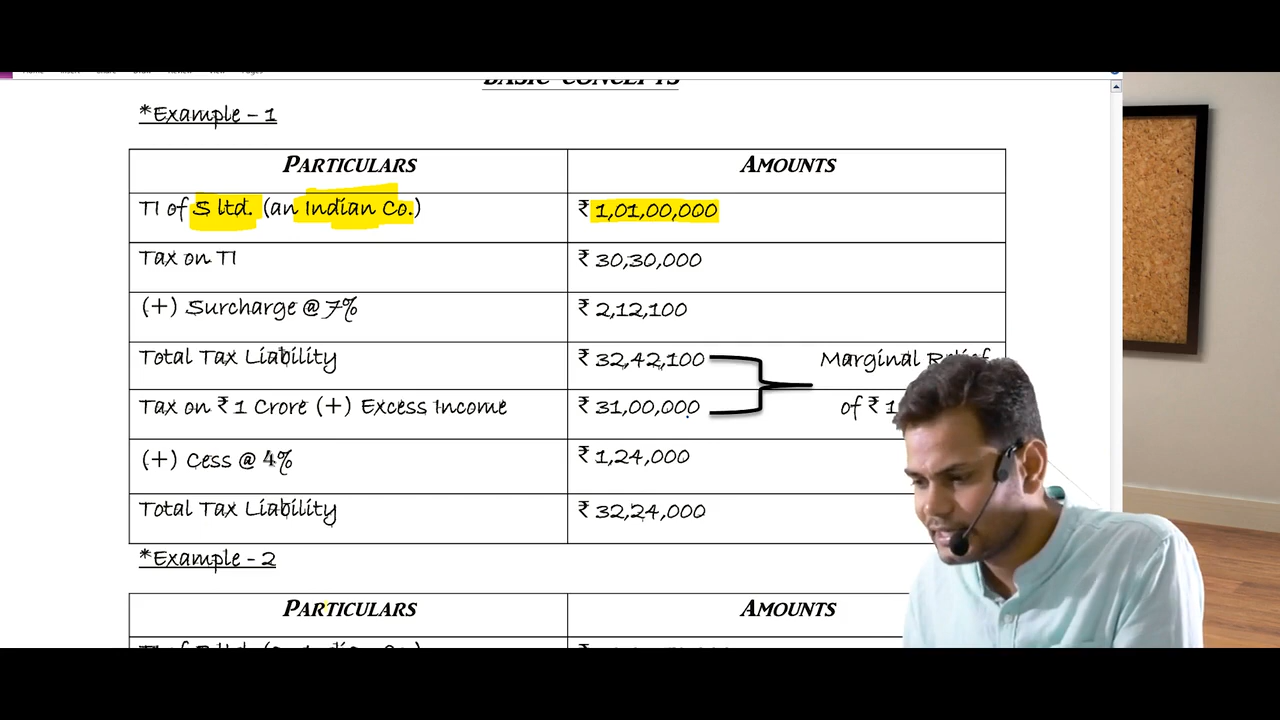 BASIC CONCEPTS
*Example – 1
PARTICULARS AMOUNTS
TI of S ltd. (an Indian Co.) ₹ 1,01,00,000
Tax on TI ₹ 30,30,000
(+) Surcharge @ 7% ₹ 2,12,100
Total Tax Liability ₹ 32,42,100 Marginal Relief
Tax on ₹ 1 Crore (+) Excess Income ₹ 31,00,000 of ₹ 1
(+) Cess @ 4% ₹ 1,24,000
Total Tax Liability ₹ 32,24,000
*Example - 2
PARTICULARS AMOUNTS